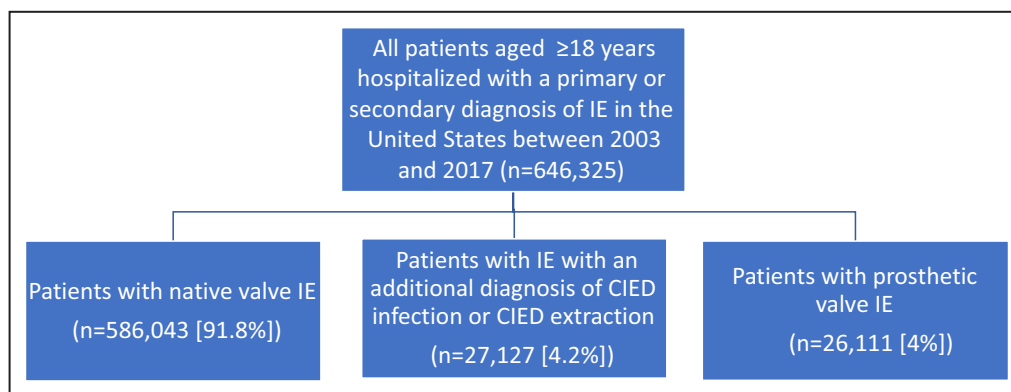 All patients aged ≥18 years
hospitalized with a primary or
secondary diagnosis of IE in the
United States between 2003
and 2017 (n=646,325)
Patients with native valve IE
(n=586,043 [91.8%])
Patients with IE with an
additional diagnosis of CIED
infection or CIED extraction
(n=27,127 [4.2%])
Patients with prosthetic
valve IE
(n=26,111 [4%])